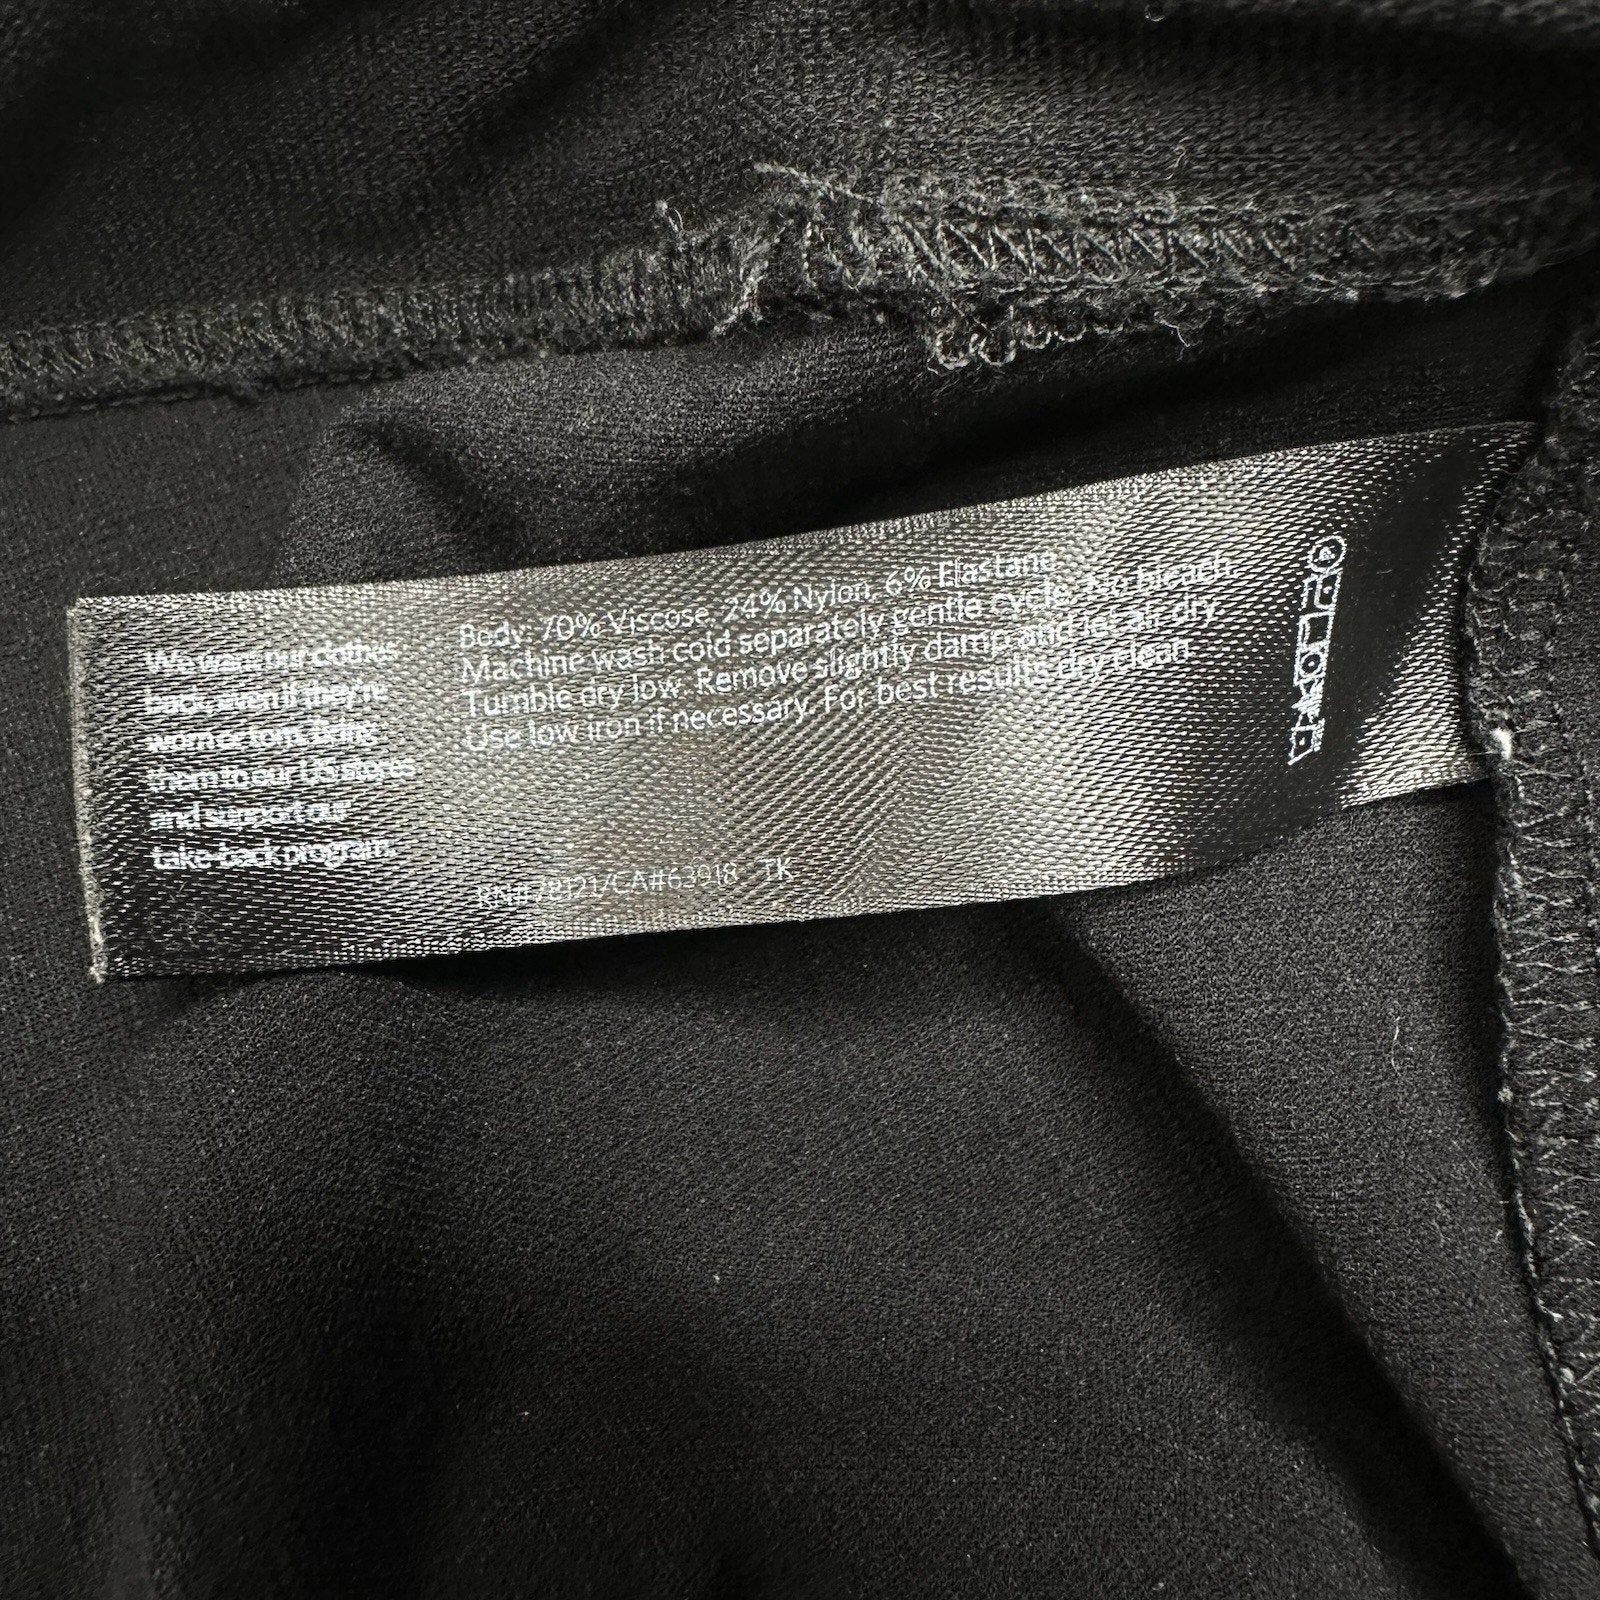 We want our clothes
back, even if they're
worn or torn. Bring
them to our US stores
and support our
take-back program.
Body: 70% Viscose, 24% Nylon, 6% Elastane
Machine wash cold separately gentle cycle. No bleach.
Tumble dry low. Remove slightly damp and let air dry.
Use low iron if necessary. For best results dry clean.
RN#78121/CA#63918 TK